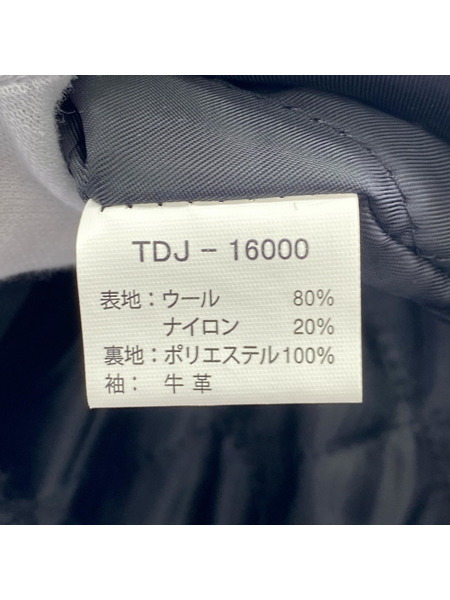 TDJ - 16000
表地：ウール 80%
ナイロン 20%
裏地：ポリエステル100%
袖： 牛 革